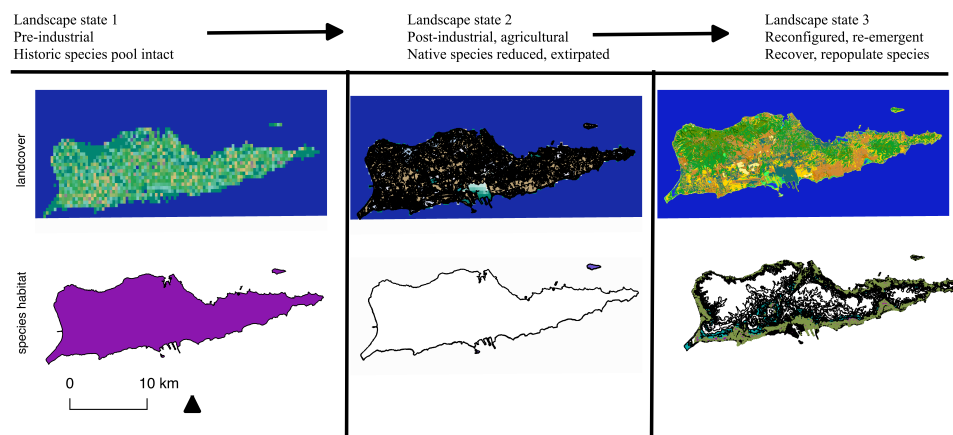 Landscape state 1
Pre-industrial
Historic species pool intact
Landscape state 2
Post-industrial, agricultural
Native species reduced, extirpated
Landscape state 3
Reconfigured, re-emergent
Recover, repopulate species
landcover
species habitat
0
10 km